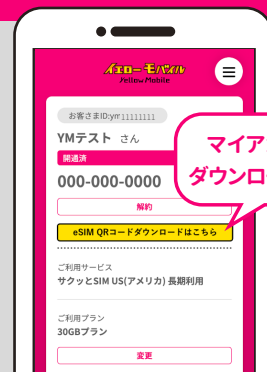 イエローモバイル
Yellow Mobile
お客さまID:ym11111111
YMテスト さん
開通済
マイア
ダウンロ
000-000-0000
解約
eSIM QRコードダウンロードはこちら
ご利用サービス
サクッとSIM US(アメリカ) 長期利用
ご利用プラン
30GBプラン
変更